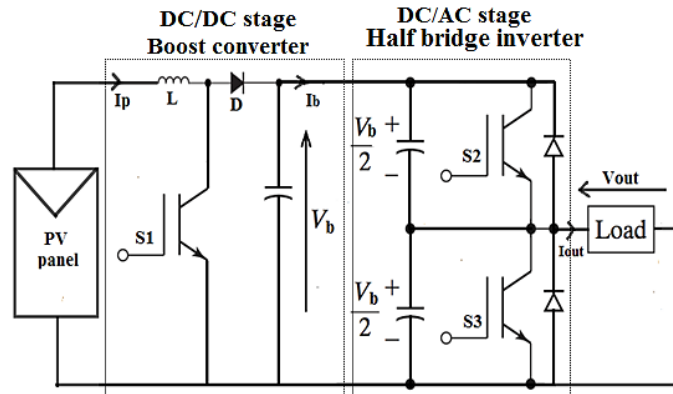 DC/DC stage
Boost converter
DC/AC stage
Half bridge inverter
Ip
L
D
Ib
Vb/2
+
−
S2
Vout
PV
panel
S1
Vb
Iout
Load
Vb/2
+
−
S3